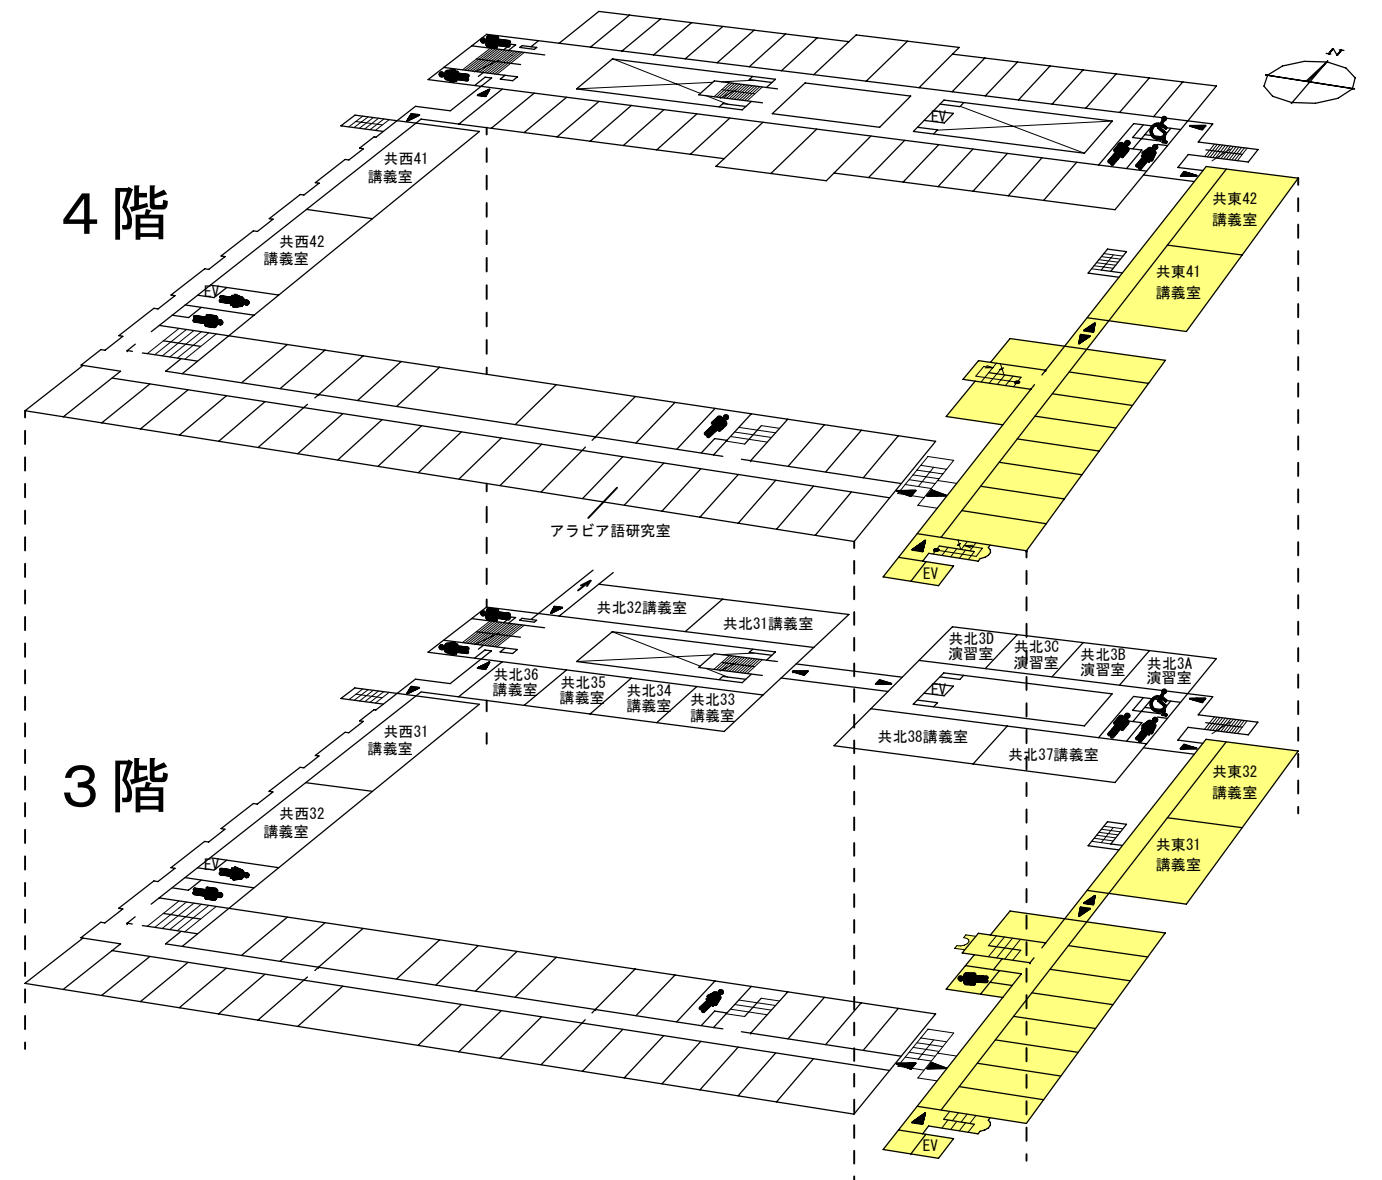 N
EV
共西41
講義室
4階
共東42
講義室
共西42
講義室
共東41
講義室
EV
アラビア語研究室
EV
共北32講義室
共北31講義室
共北3D
演習室
共北3C
演習室
共北3B
演習室
共北3A
演習室
共北36
講義室
共北35
講義室
共北34
講義室
共北33
講義室
EV
共西31
講義室
共北38講義室
共北37講義室
3階
共東32
講義室
共西32
講義室
共東31
講義室
EV
EV